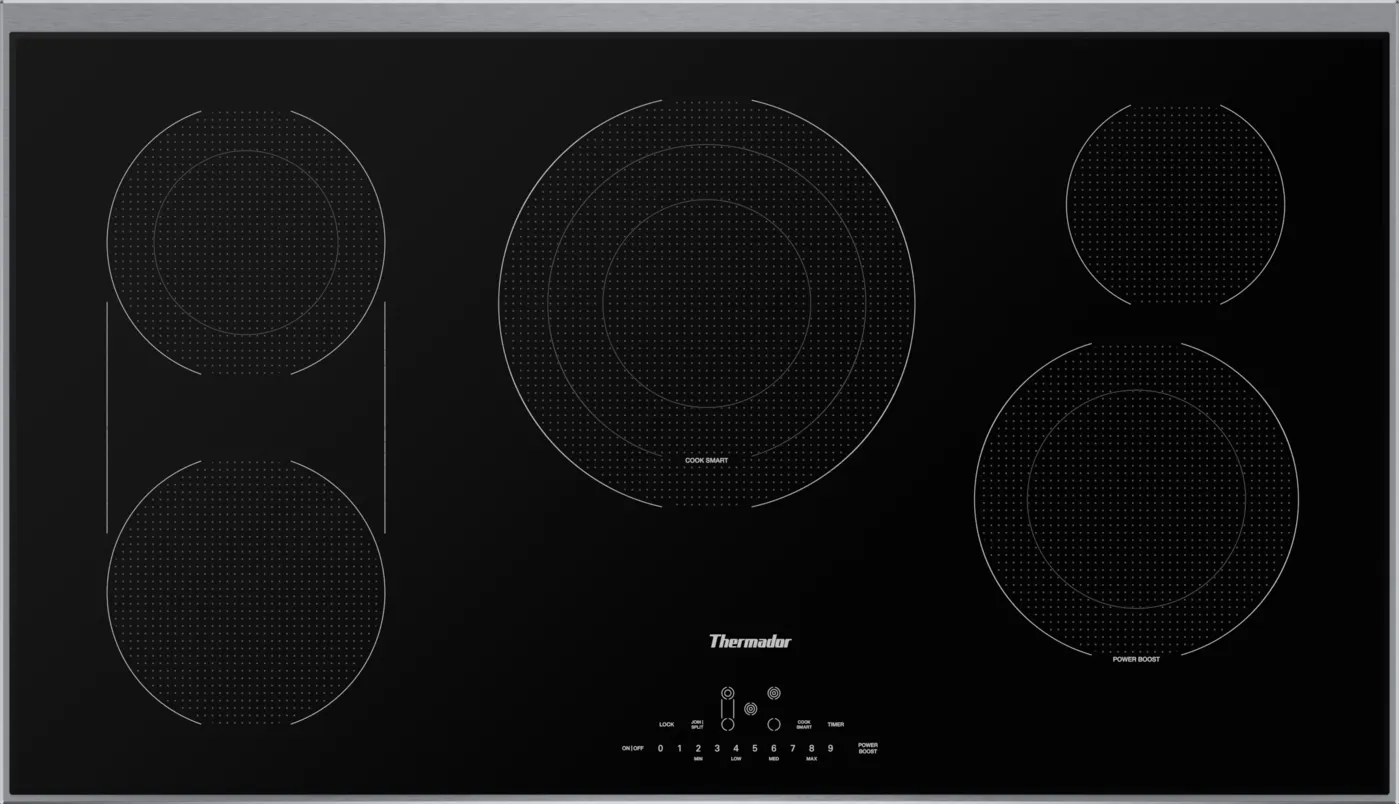 COOK SMART
Thermador
POWER BOOST
LOCK
JOIN |
SPLIT
COOK
SMART
TIMER
ON | OFF
0 1 2 3 4 5 6 7 8 9
POWER
BOOST
MIN LOW MED MAX